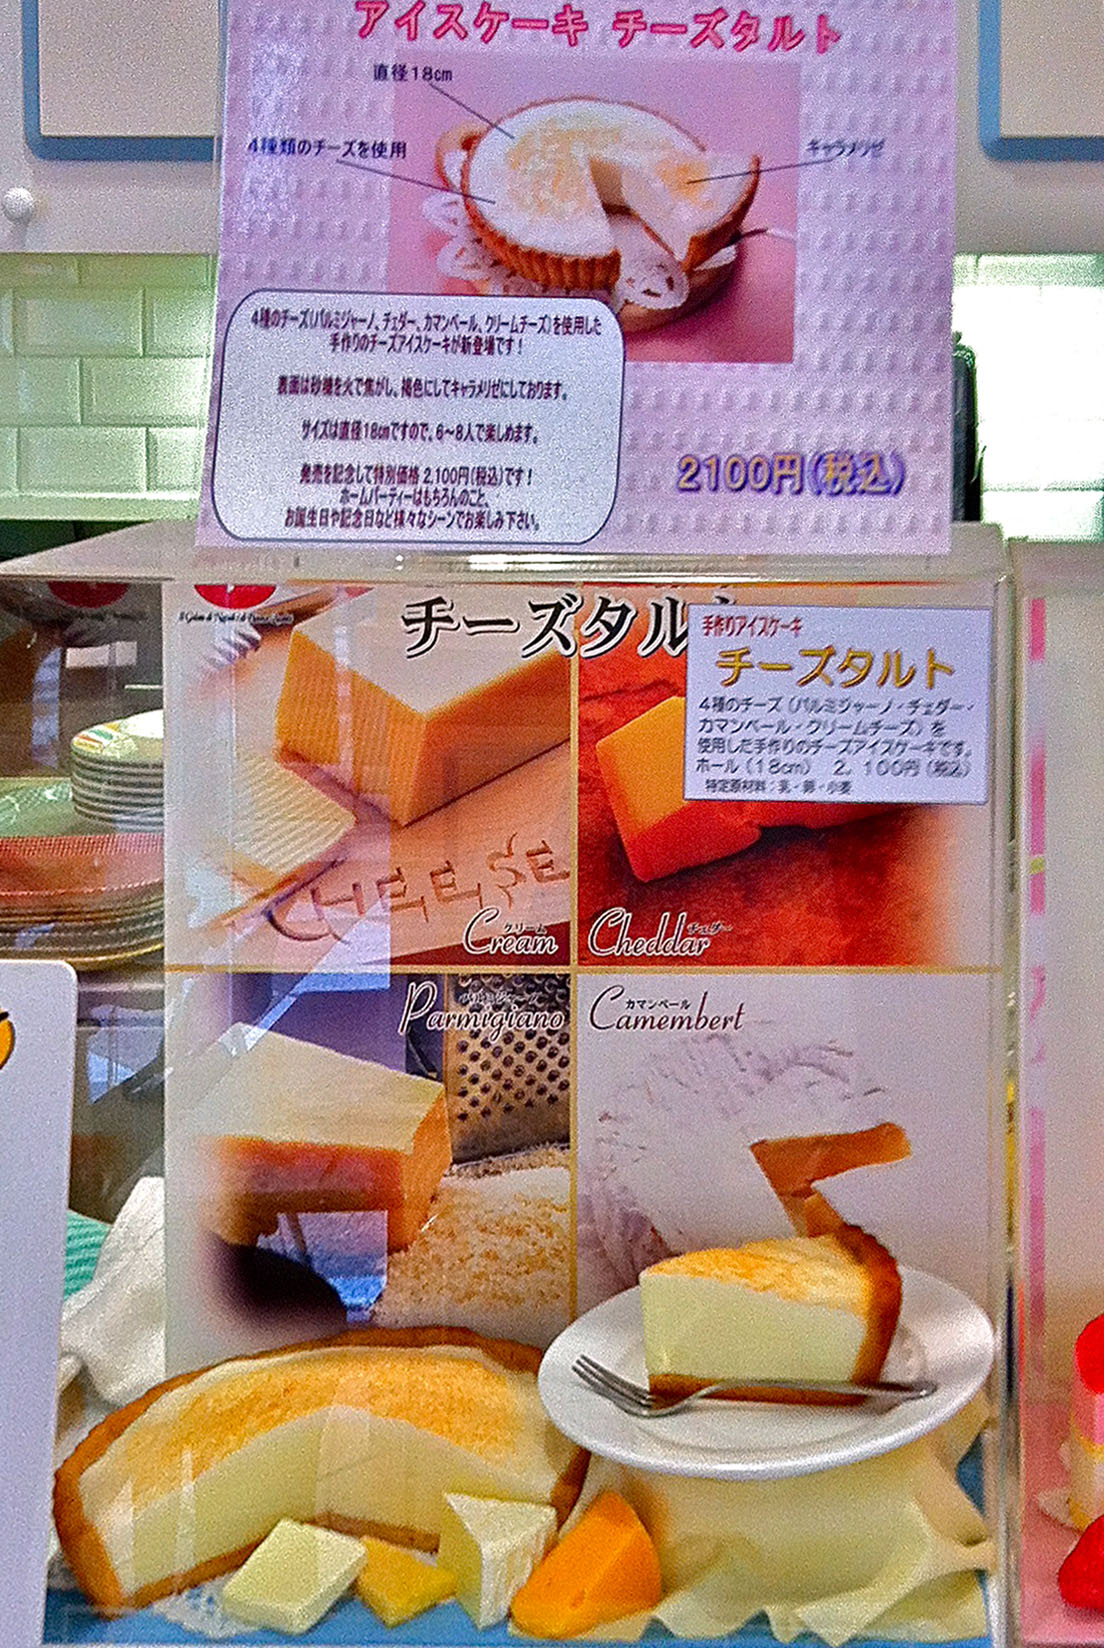 アイスケーキ チーズタルト
直径18cm
4種類のチーズを使用
キャラメリゼ
4種のチーズ(パルミジャーノ、チェダー、カマンベール、クリームチーズ)を使用した
手作りのチーズアイスケーキが新登場です!
表面は砂糖を火で焦がし、褐色にしてキャラメリゼにしております。
サイズは直径18cmですので、6〜8人で楽しめます。
発売を記念して特別価格 2,100円(税込)です!
ホームパーティーはもちろんのこと、
お誕生日や記念日など様々なシーンでお楽しみ下さい。
2100円(税込)
チーズタル
手作りアイスケーキ
チーズタルト
4種のチーズ(パルミジャーノ・チェダー・
カマンベール・クリームチーズ)を
使用した手作りのチーズアイスケーキです。
ホール(18cm) 2,100円(税込)
特定原材料:乳・卵・小麦
CHEESE
クリーム
Cream
チェダー
Cheddar
パルミジャーノ
Parmigiano
カマンベール
Camembert